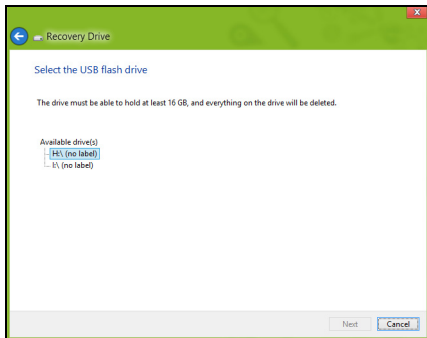 Recovery Drive
Select the USB flash drive
The drive must be able to hold at least 16 GB, and everything on the drive will be deleted.
Available drive(s)
H:\ (no label)
I:\ (no label)
Next
Cancel